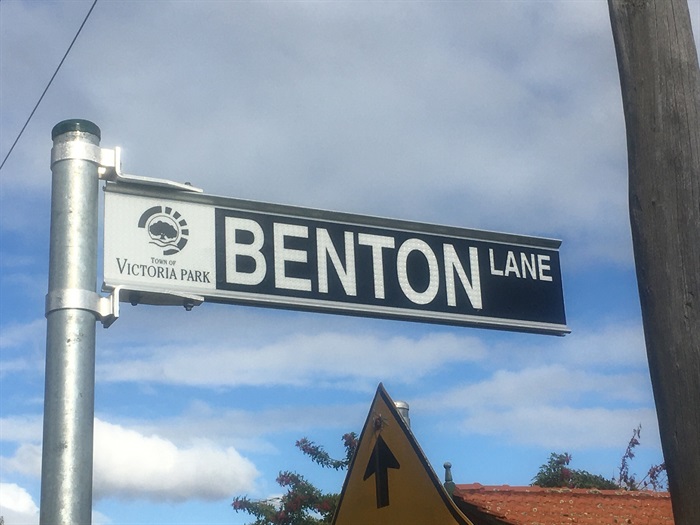 TOWN OF
VICTORIA PARK
BENTON LANE